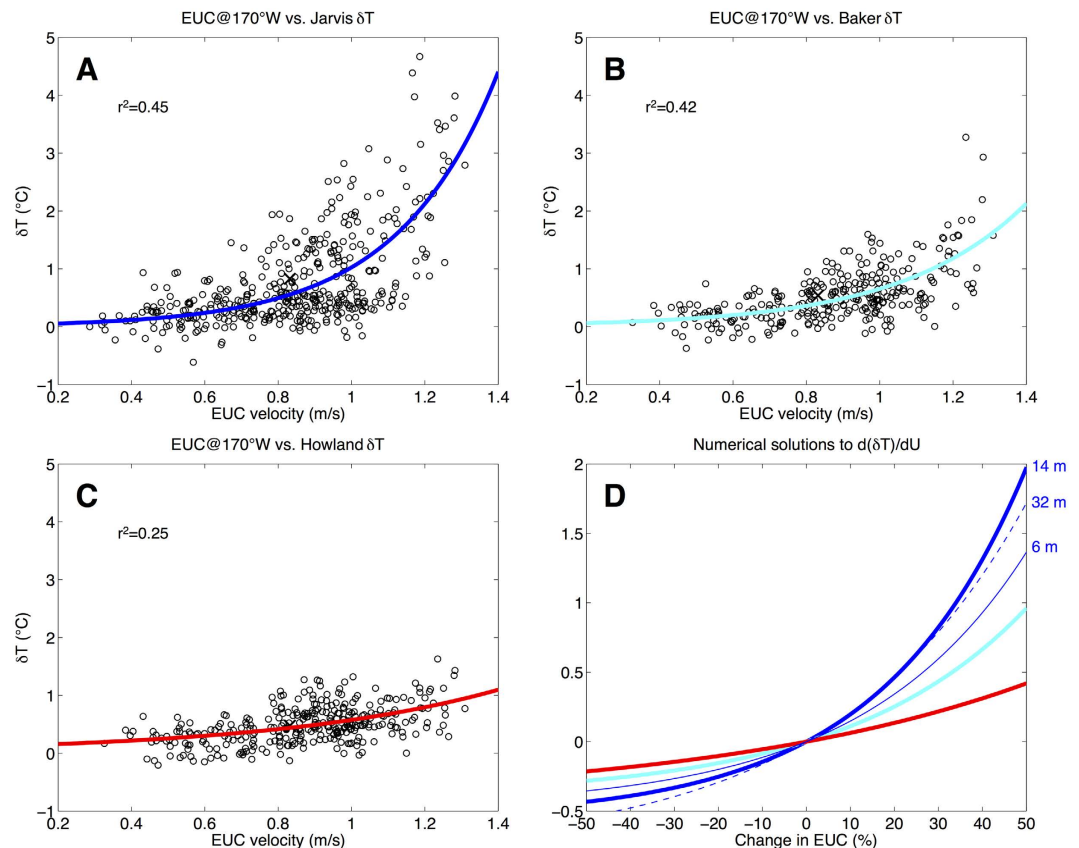 EUC@170°W vs. Jarvis δT
A
r²=0.45
5
4
3
2
1
0
−1
δT (°C)
0.2 0.4 0.6 0.8 1 1.2 1.4
EUC velocity (m/s)
EUC@170°W vs. Baker δT
B
r²=0.42
5
4
3
2
1
0
−1
δT (°C)
0.2 0.4 0.6 0.8 1 1.2 1.4
EUC velocity (m/s)
EUC@170°W vs. Howland δT
C
r²=0.25
5
4
3
2
1
0
−1
δT (°C)
0.2 0.4 0.6 0.8 1 1.2 1.4
EUC velocity (m/s)
Numerical solutions to d(δT)/dU
D
2
1.5
1
0.5
0
−0.5
14 m
32 m
6 m
−50 −40 −30 −20 −10 0 10 20 30 40 50
Change in EUC (%)